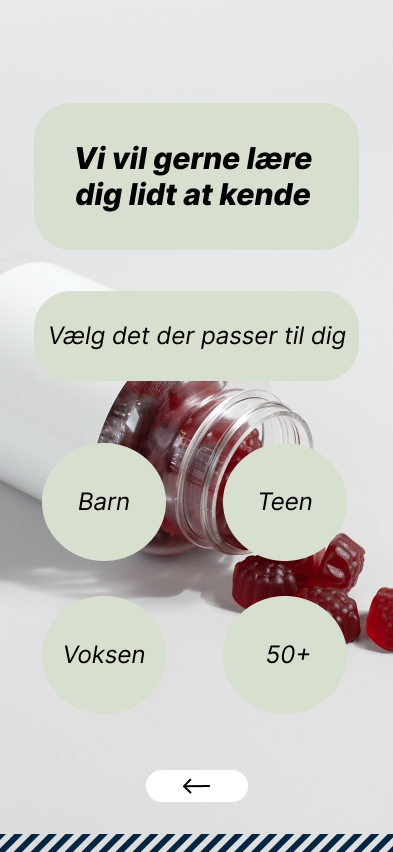 Vi vil gerne lære
dig lidt at kende
Vælg det der passer til dig
Barn
Teen
Voksen
50+